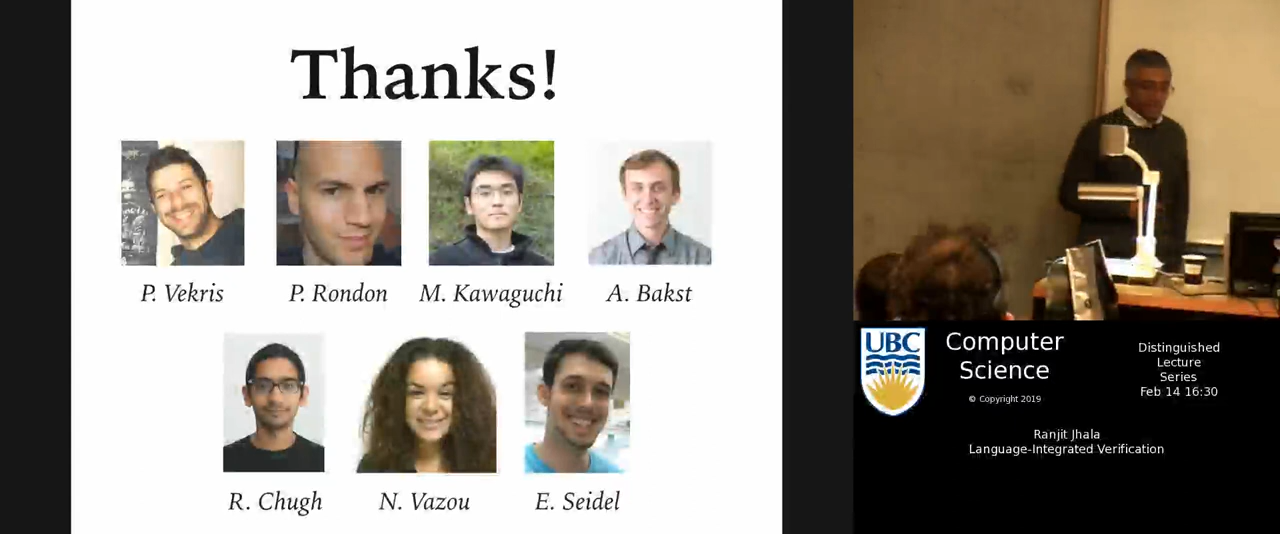 Thanks!
P. Vekris
P. Rondon
M. Kawaguchi
A. Bakst
R. Chugh
N. Vazou
E. Seidel
UBC
Computer
Science
© Copyright 2019
Distinguished
Lecture
Series
Feb 14 16:30
Ranjit Jhala
Language-Integrated Verification